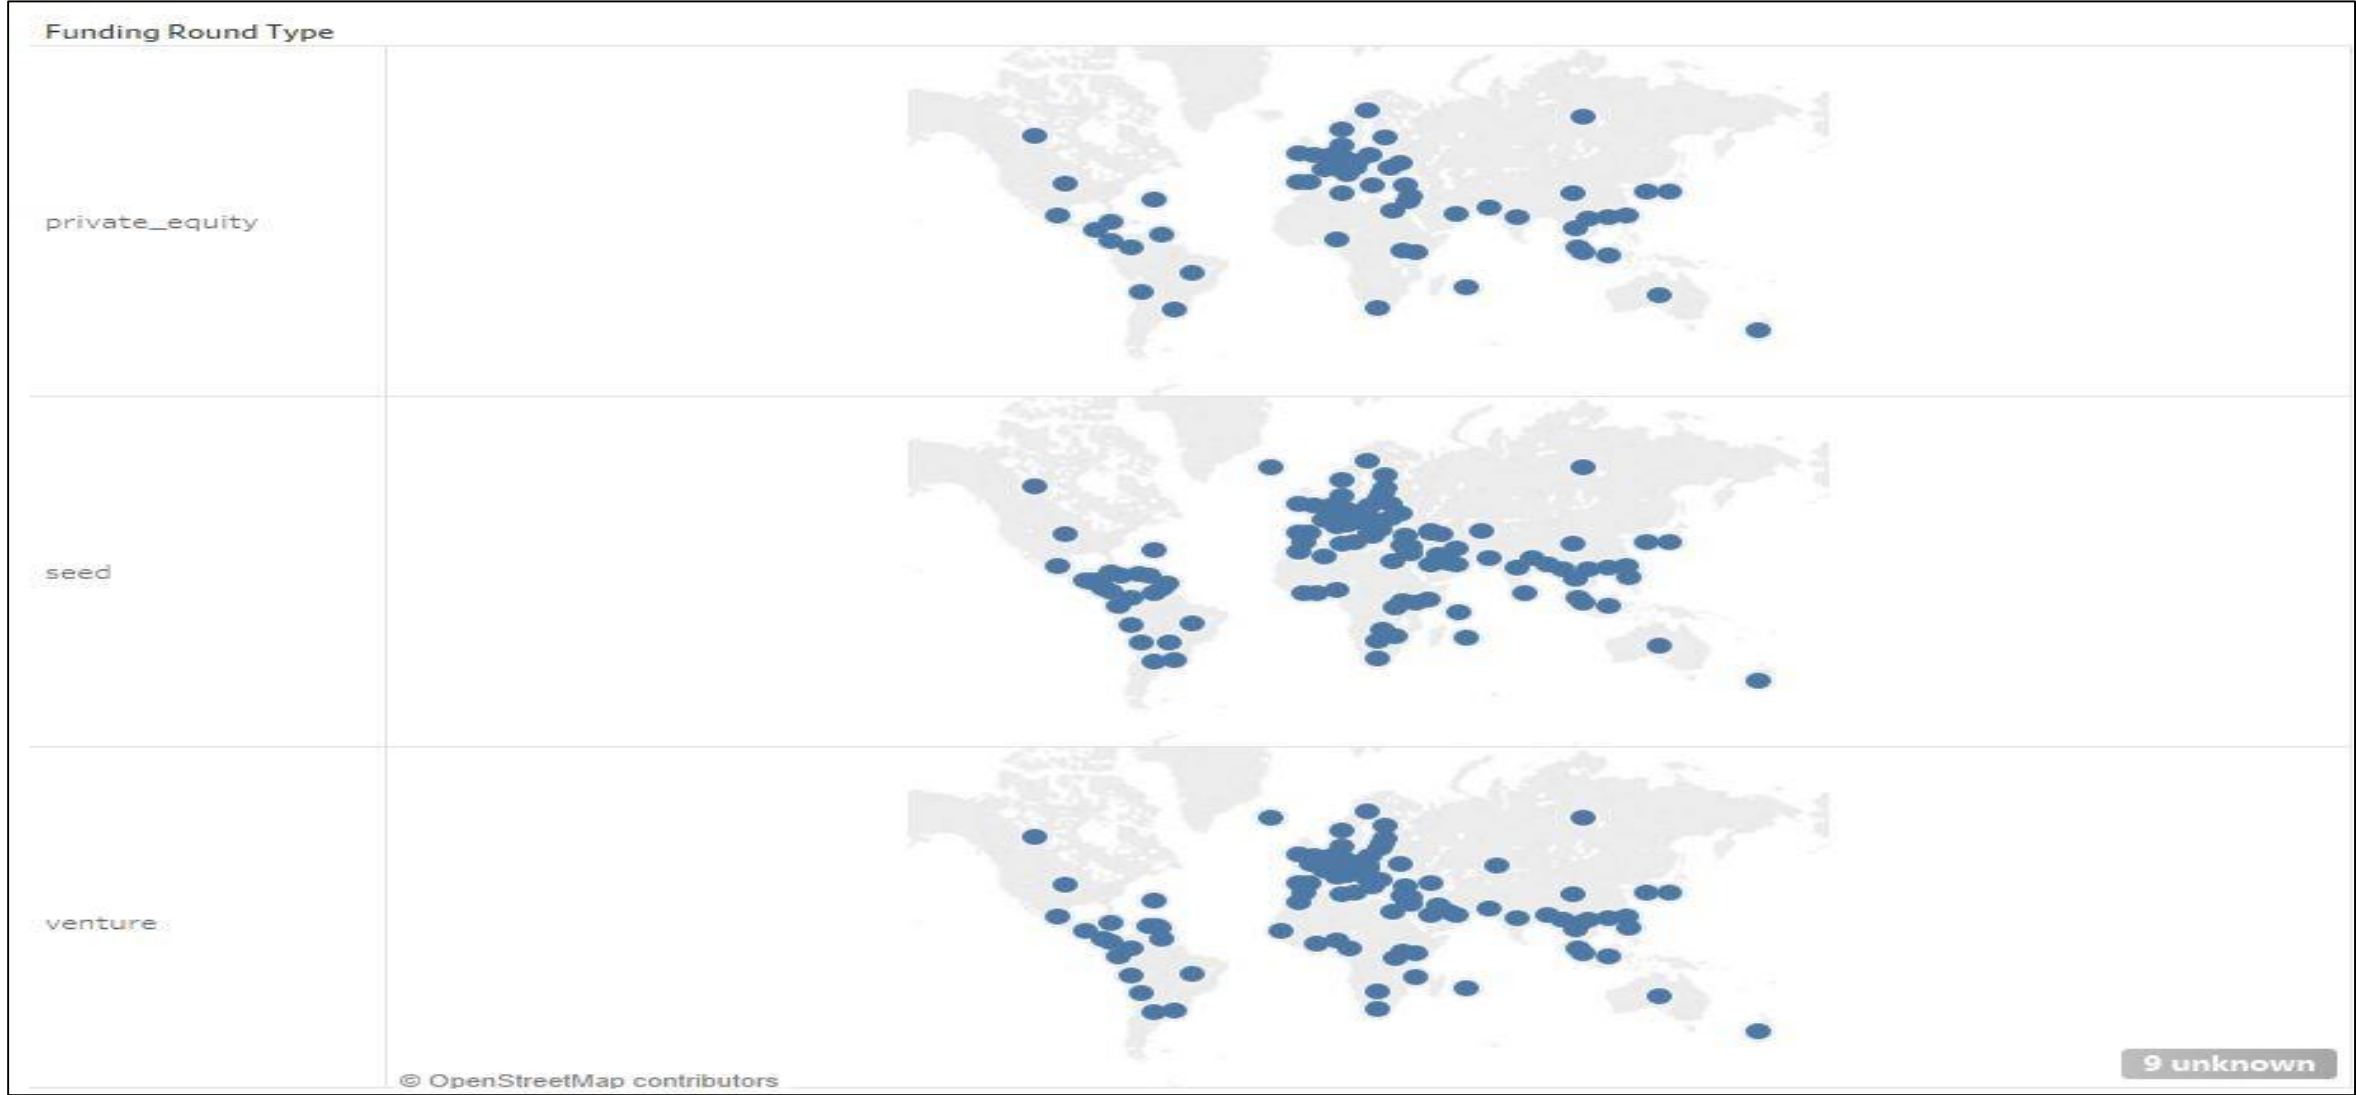 Funding Round Type
private_equity
seed
venture
© OpenStreetMap contributors
9 unknown